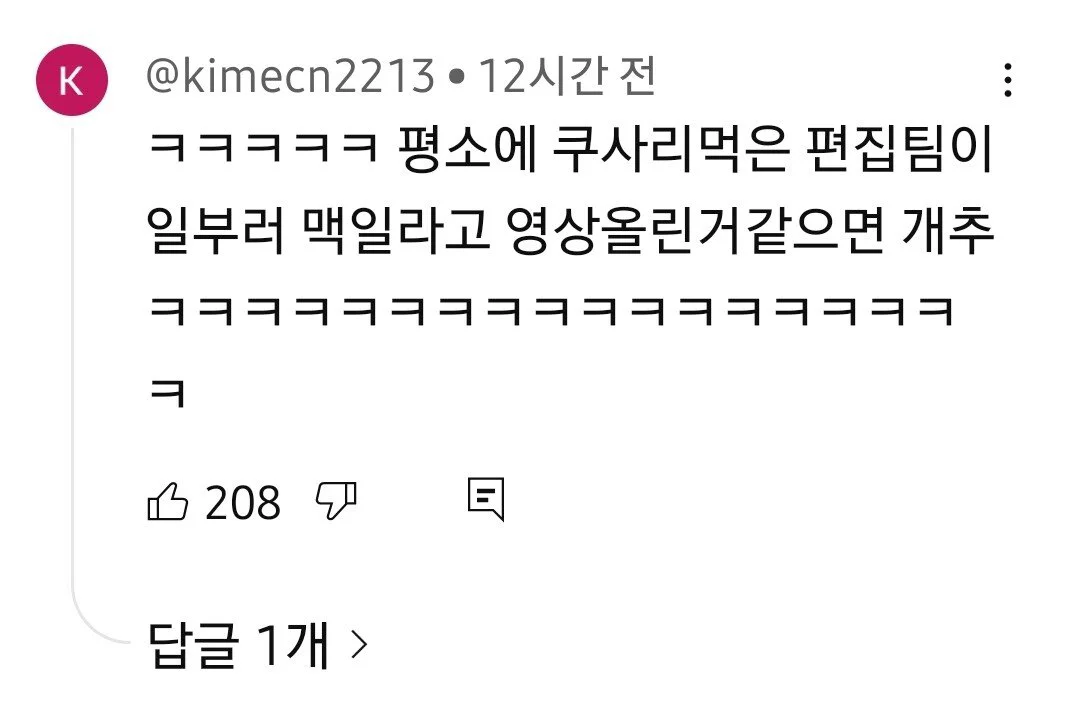 K
@kimecn2213 • 12시간 전
ㅋㅋㅋㅋㅋ 평소에 쿠사리먹은 편집팀이
일부러 맥일라고 영상올린거같으면 개추
ㅋㅋㅋㅋㅋㅋㅋㅋㅋㅋㅋㅋㅋㅋㅋㅋㅋ
ㅋ
208
답글 1개